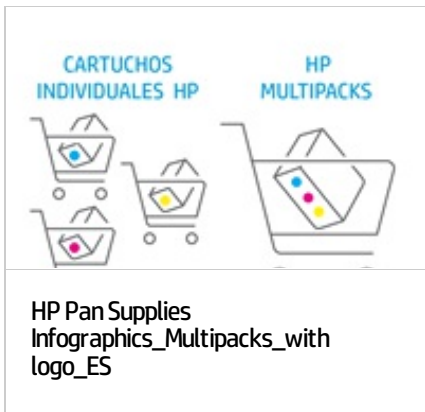 CARTUCHOS
INDIVIDUALES HP
HP
MULTIPACKS
HP Pan Supplies
Infographics_Multipacks_with
logo_ES